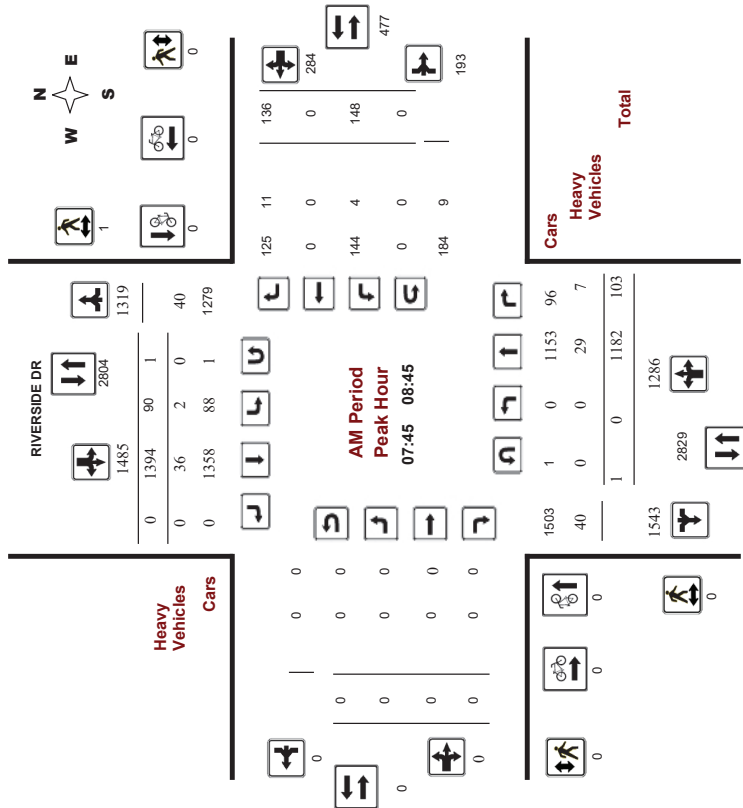 N
W E
S
RIVERSIDE DR
2804
1485
1319
0 1394 90 1
0 36 2 0 40
0 1358 88 1 1279
Heavy
Vehicles
Cars
1
0
0
0
284
477
193
136 0 148 0
11 0 4 0 9
125 0 144 0 184
AM Period
Peak Hour
07:45 08:45
0 0 0 0
0 0 0 0
0 0 0 0
0
0
0
Cars
Heavy
Vehicles
Total
1503 1 0 1153 96
40 0 0 29 7
1 0 1182 103
1543
1286
2829
0
0
0
0